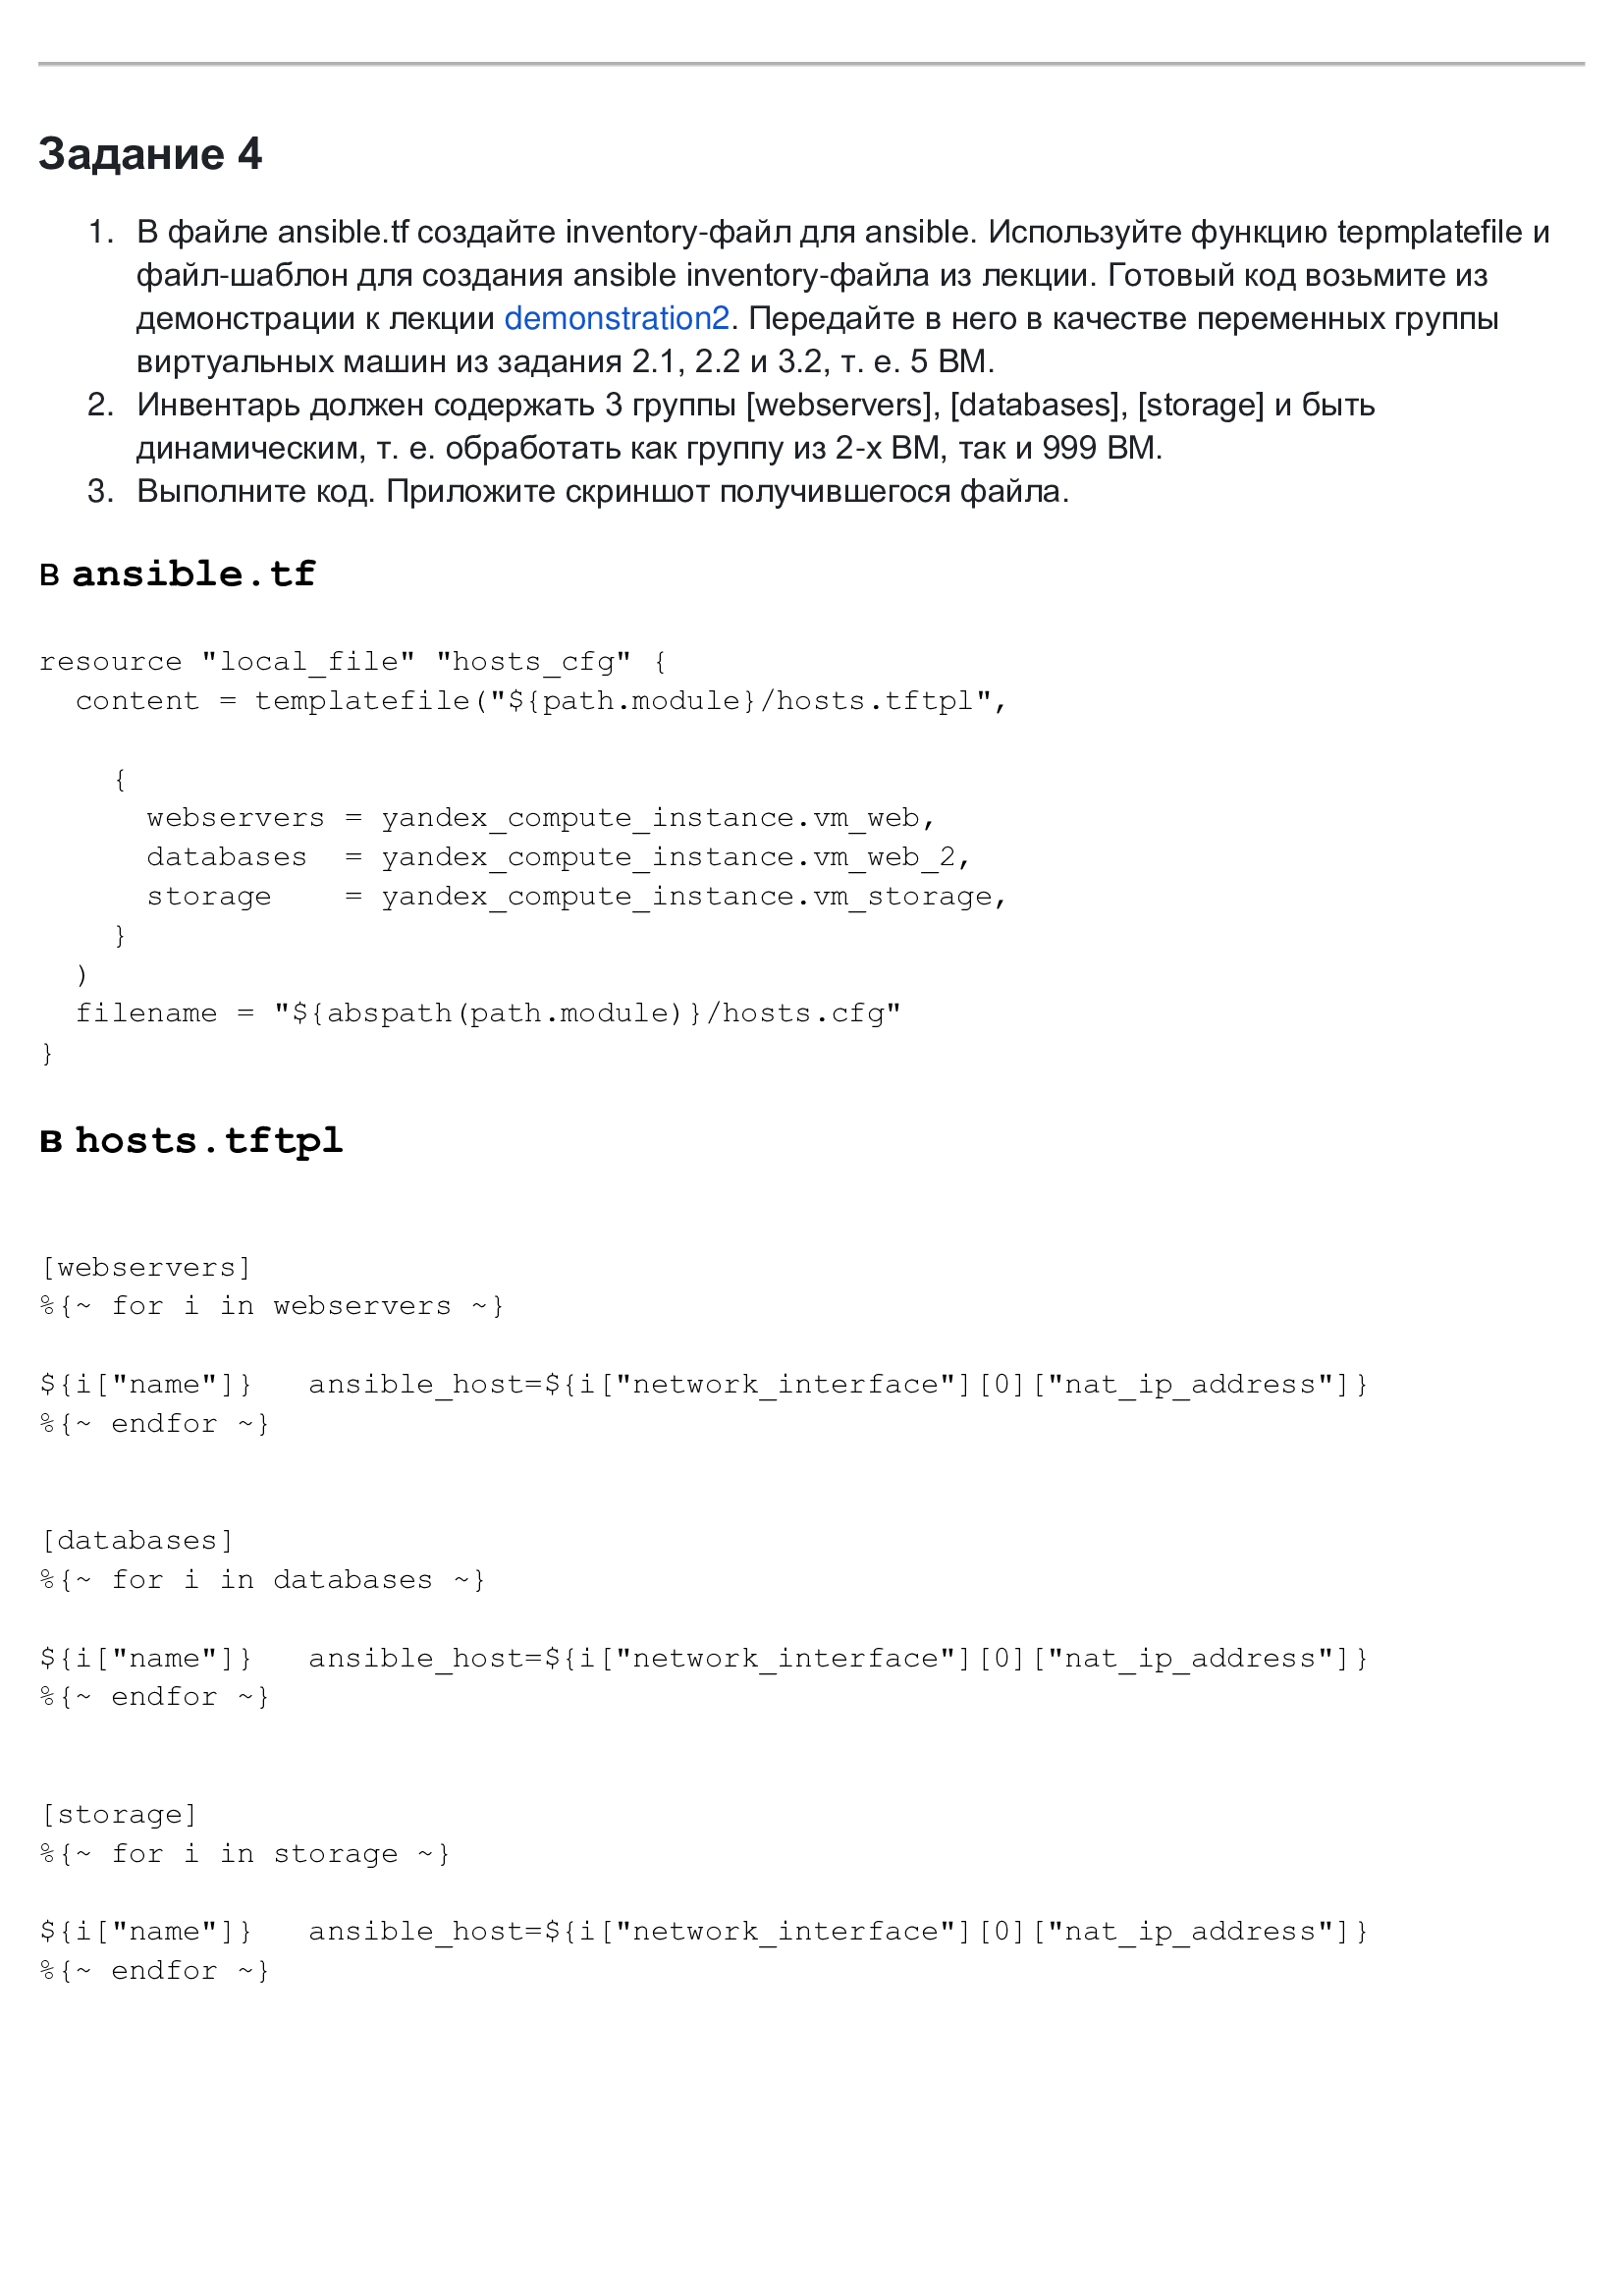 Задание 4
1. В файле ansible.tf создайте inventory-файл для ansible. Используйте функцию tepmplatefile и
файл-шаблон для создания ansible inventory-файла из лекции. Готовый код возьмите из
демонстрации к лекции demonstration2. Передайте в него в качестве переменных группы
виртуальных машин из задания 2.1, 2.2 и 3.2, т. е. 5 ВМ.
2. Инвентарь должен содержать 3 группы [webservers], [databases], [storage] и быть
динамическим, т. е. обработать как группу из 2-х ВМ, так и 999 ВМ.
3. Выполните код. Приложите скриншот получившегося файла.
в ansible.tf
resource "local_file" "hosts_cfg" {
  content = templatefile("${path.module}/hosts.tftpl",
    {
      webservers = yandex_compute_instance.vm_web,
      databases  = yandex_compute_instance.vm_web_2,
      storage    = yandex_compute_instance.vm_storage,
    }
  )
  filename = "${abspath(path.module)}/hosts.cfg"
}
в hosts.tftpl
[webservers]
%{~ for i in webservers ~}
${i["name"]}   ansible_host=${i["network_interface"][0]["nat_ip_address"]}
%{~ endfor ~}
[databases]
%{~ for i in databases ~}
${i["name"]}   ansible_host=${i["network_interface"][0]["nat_ip_address"]}
%{~ endfor ~}
[storage]
%{~ for i in storage ~}
${i["name"]}   ansible_host=${i["network_interface"][0]["nat_ip_address"]}
%{~ endfor ~}